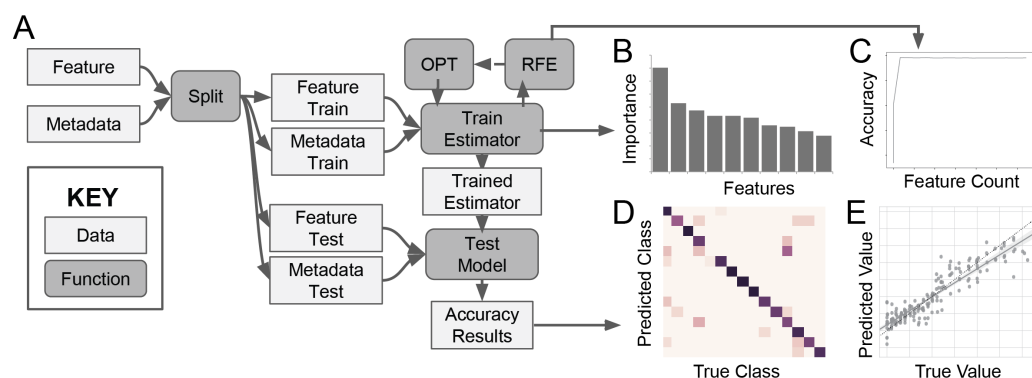 A
Feature
Metadata
Split
Feature
Train
Metadata
Train
Feature
Test
Metadata
Test
KEY
Data
Function
OPT
RFE
Train
Estimator
Trained
Estimator
Test
Model
Accuracy
Results
B
Importance
Features
C
Accuracy
Feature Count
D
Predicted Class
True Class
E
Predicted Value
True Value